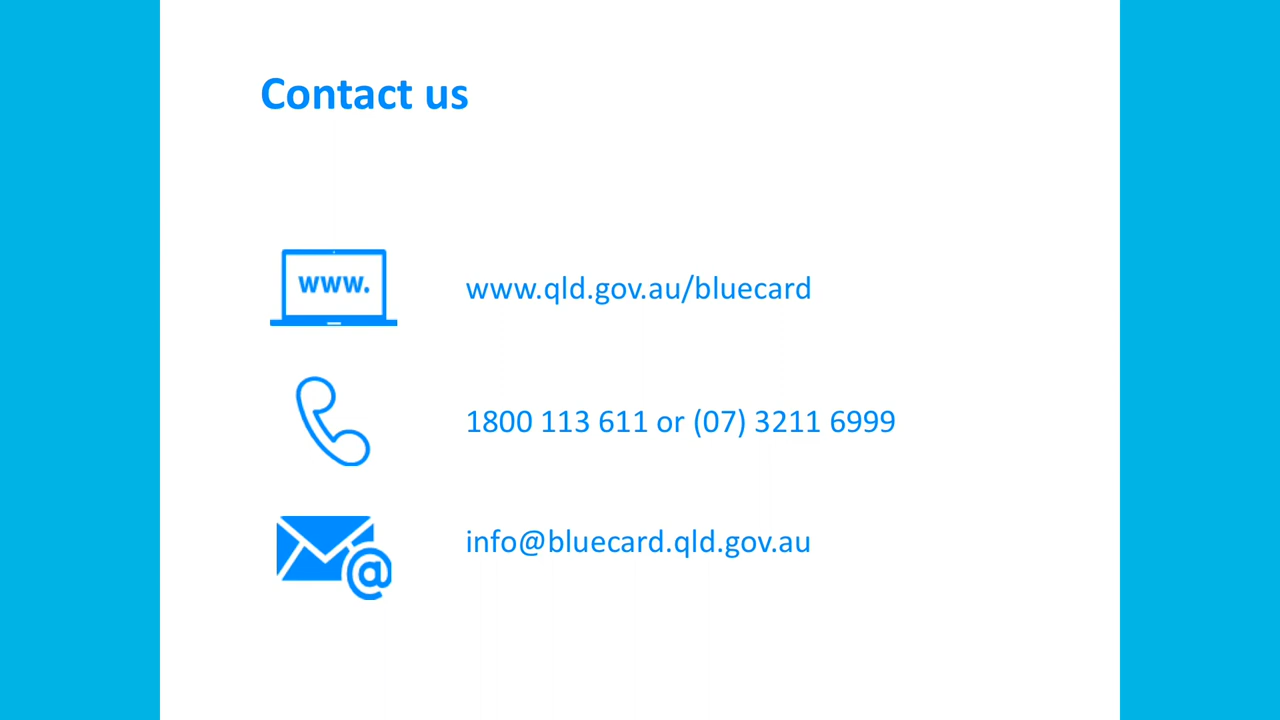 Contact us
www.
www.qld.gov.au/bluecard
1800 113 611 or (07) 3211 6999
info@bluecard.qld.gov.au
@